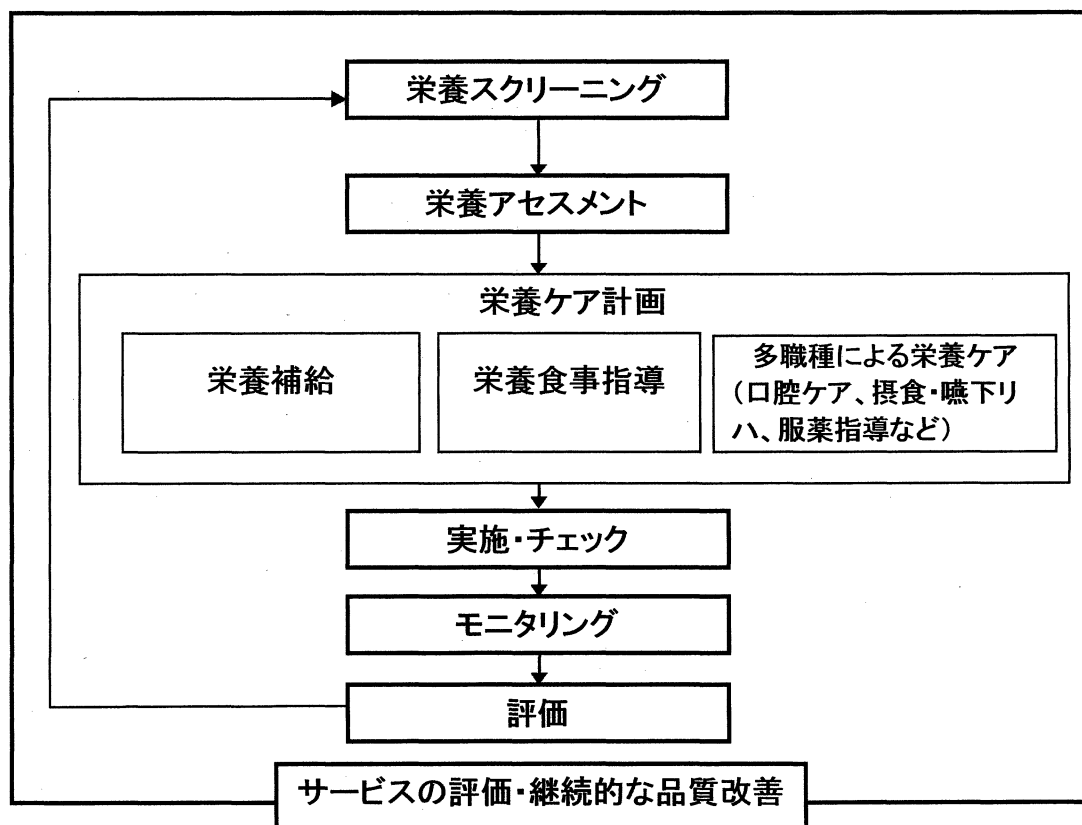 栄養スクリーニング
栄養アセスメント
栄養ケア計画
栄養補給
栄養食事指導
多職種による栄養ケア
(口腔ケア、摂食・嚥下リ
ハ、服薬指導など)
実施・チェック
モニタリング
評価
サービスの評価・継続的な品質改善